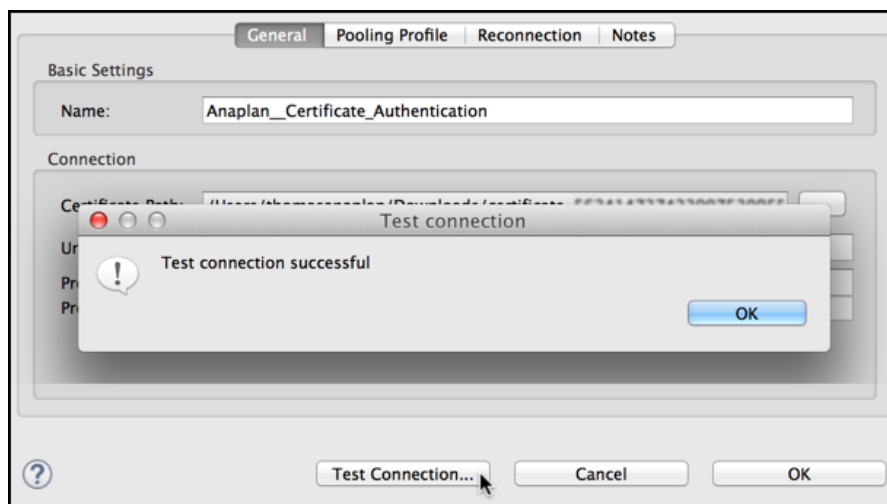 General Pooling Profile Reconnection Notes
Basic Settings
Name: Anaplan__Certificate_Authentication
Connection
Test connection
Test connection successful
OK
Test Connection... Cancel OK